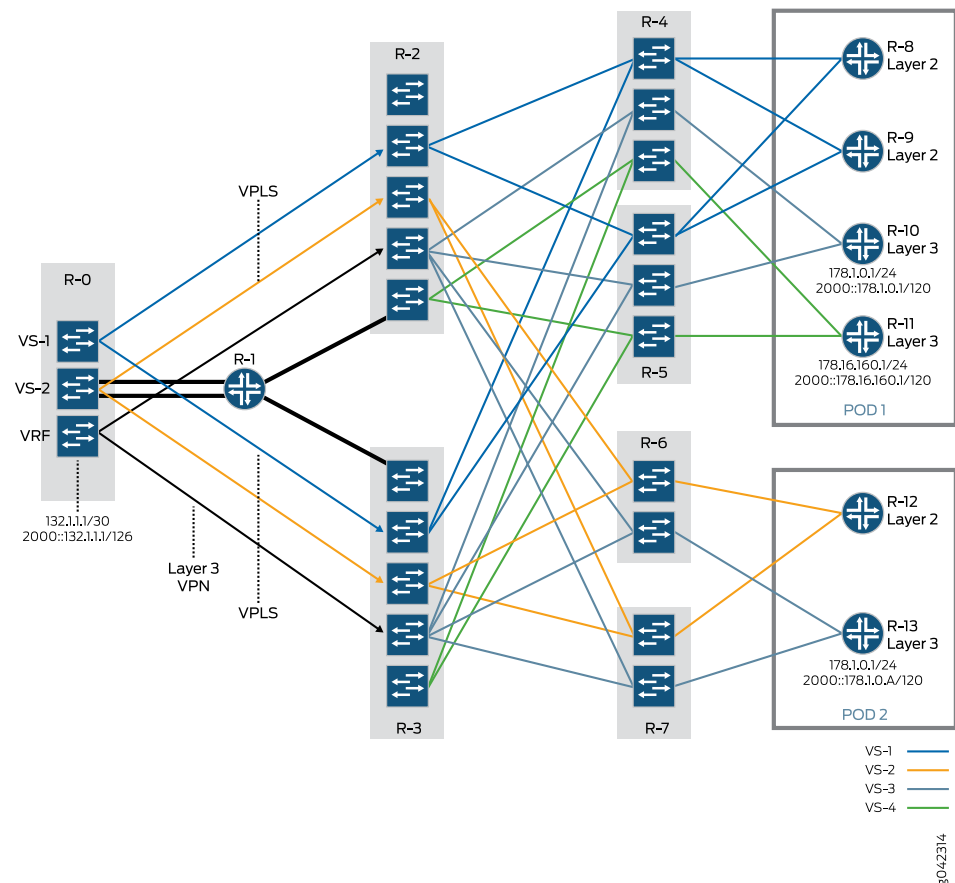 R-2
R-4
R-8
Layer 2
R-9
Layer 2
VPLS
R-10
Layer 3
178.1.0.1/24
2000::178.1.0.1/120
R-0
R-11
Layer 3
VS-1
R-1
178.16.160.1/24
2000::178.16.160.1/120
R-5
VS-2
POD 1
VRF
R-6
R-12
Layer 2
132.1.1.1/30
2000::132.1.1.1/126
Layer 3
VPN
VPLS
R-13
Layer 3
178.1.0.1/24
2000::178.1.0.A/120
POD 2
R-3
R-7
VS-1
VS-2
VS-3
VS-4
g042314